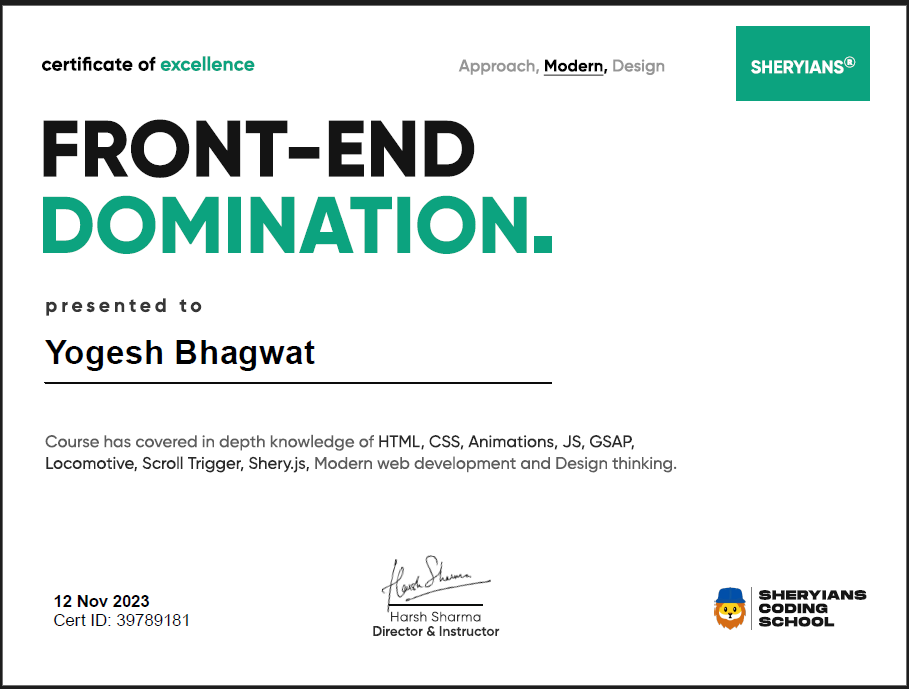 certificate of excellence
Approach, Modern, Design
SHERYIANS®
FRONT-END
DOMINATION.
presented to
Yogesh Bhagwat
Course has covered in depth knowledge of HTML, CSS, Animations, JS, GSAP,
Locomotive, Scroll Trigger, Shery.js, Modern web development and Design thinking.
12 Nov 2023
Cert ID: 39789181
Harsh Sharma
Harsh Sharma
Director & Instructor
SHERYIANS
CODING
SCHOOL